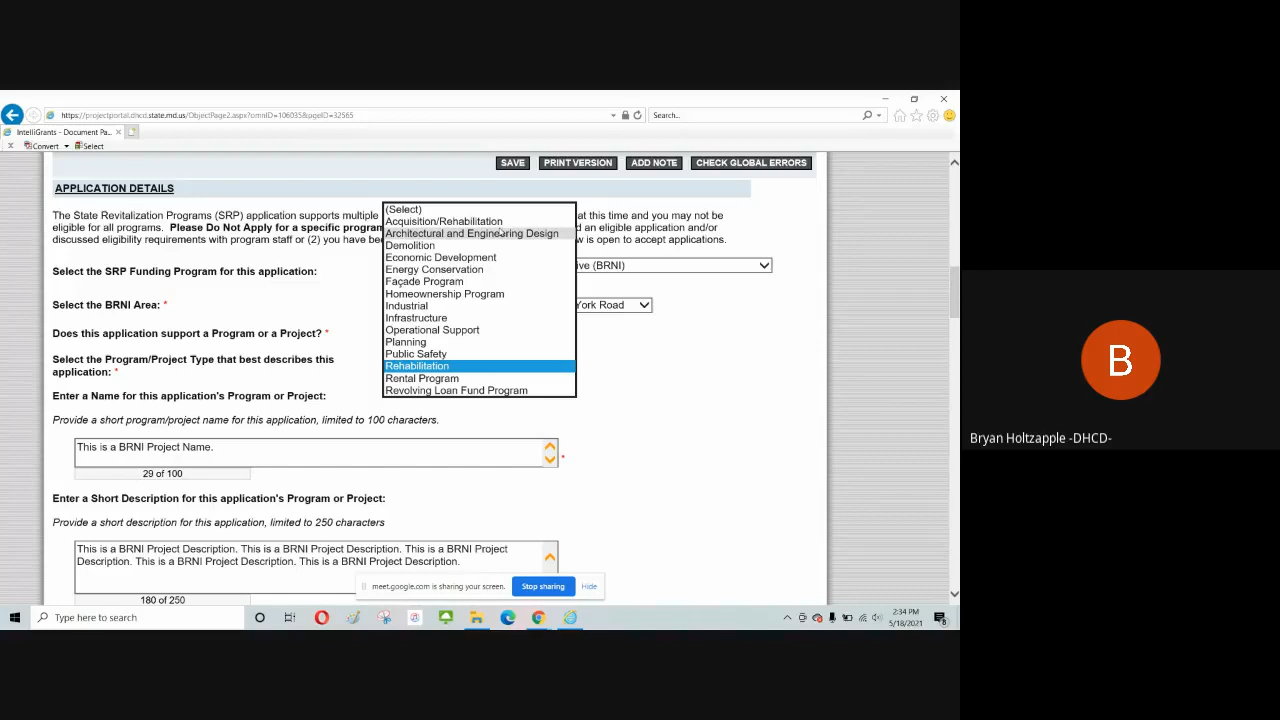 https://projectportal.dhcd.state.md.us/ObjectPage2.aspx?omnID=106035&pgeID=32565
Search...
IntelliGrants - Document Pa...
Convert
Select
SAVE
PRINT VERSION
ADD NOTE
CHECK GLOBAL ERRORS
APPLICATION DETAILS
The State Revitalization Programs (SRP) application supports multiple
at this time and you may not be
eligible for all programs. Please Do Not Apply for a specific program
d an eligible application and/or
discussed eligibility requirements with program staff or (2) you have be
w is open to accept applications.
(Select)
Acquisition/Rehabilitation
Architectural and Engineering Design
Demolition
Economic Development
Energy Conservation
Façade Program
Homeownership Program
Industrial
Infrastructure
Operational Support
Planning
Public Safety
Rehabilitation
Rental Program
Revolving Loan Fund Program
Select the SRP Funding Program for this application:
ive (BRNI)
Select the BRNI Area: *
York Road
Does this application support a Program or a Project? *
Select the Program/Project Type that best describes this
application: *
Enter a Name for this application's Program or Project:
Provide a short program/project name for this application, limited to 100 characters.
This is a BRNI Project Name.
*
29 of 100
Enter a Short Description for this application's Program or Project:
Provide a short description for this application, limited to 250 characters
This is a BRNI Project Description. This is a BRNI Project Description. This is a BRNI Project
Description. This is a BRNI Project Description. This is a BRNI Project Description.
180 of 250
meet.google.com is sharing your screen.
Stop sharing
Hide
Type here to search
2:34 PM
5/18/2021
8
B
Bryan Holtzapple -DHCD-